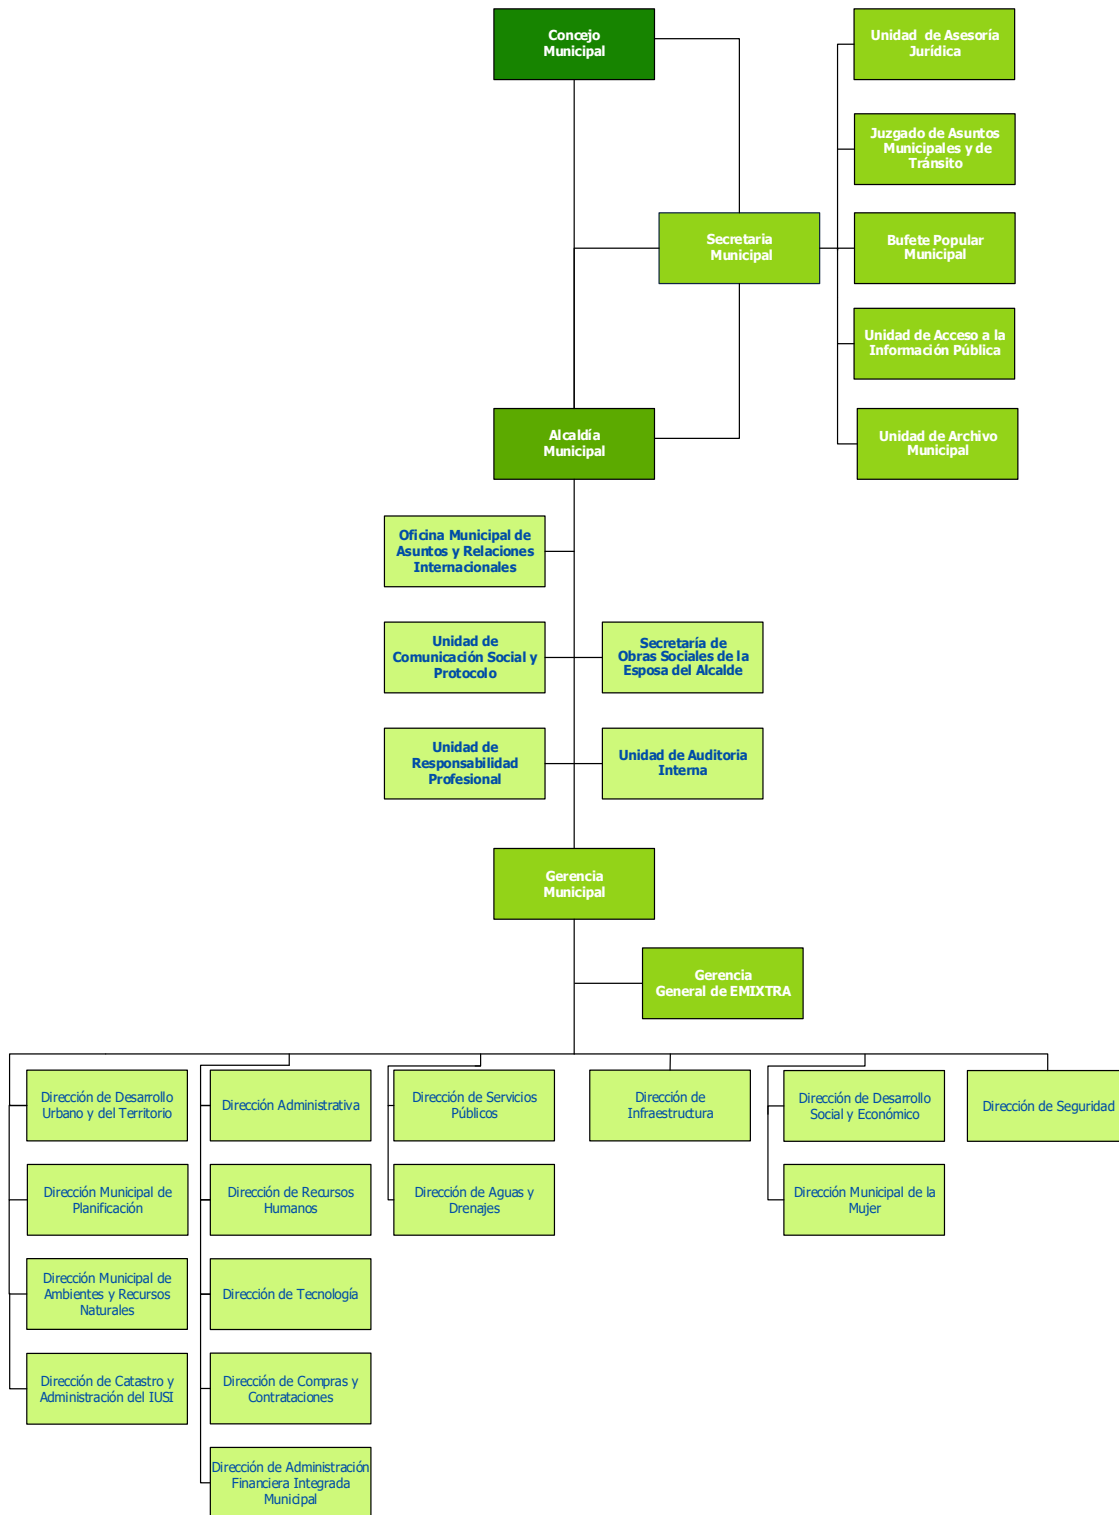 Concejo
Municipal
Unidad de Asesoría
Jurídica
Juzgado de Asuntos
Municipales y de
Tránsito
Secretaria
Municipal
Bufete Popular
Municipal
Unidad de Acceso a la
Información Pública
Alcaldía
Municipal
Unidad de Archivo
Municipal
Oficina Municipal de
Asuntos y Relaciones
Internacionales
Unidad de
Comunicación Social y
Protocolo
Secretaría de
Obras Sociales de la
Esposa del Alcalde
Unidad de
Responsabilidad
Profesional
Unidad de Auditoria
Interna
Gerencia
Municipal
Gerencia
General de EMIXTRA
Dirección de Desarrollo
Urbano y del Territorio
Dirección Administrativa
Dirección de Servicios
Públicos
Dirección de
Infraestructura
Dirección de Desarrollo
Social y Económico
Dirección de Seguridad
Dirección Municipal de
Planificación
Dirección de Recursos
Humanos
Dirección de Aguas y
Drenajes
Dirección Municipal de la
Mujer
Dirección Municipal de
Ambientes y Recursos
Naturales
Dirección de Tecnología
Dirección de Catastro y
Administración del IUSI
Dirección de Compras y
Contrataciones
Dirección de Administración
Financiera Integrada
Municipal